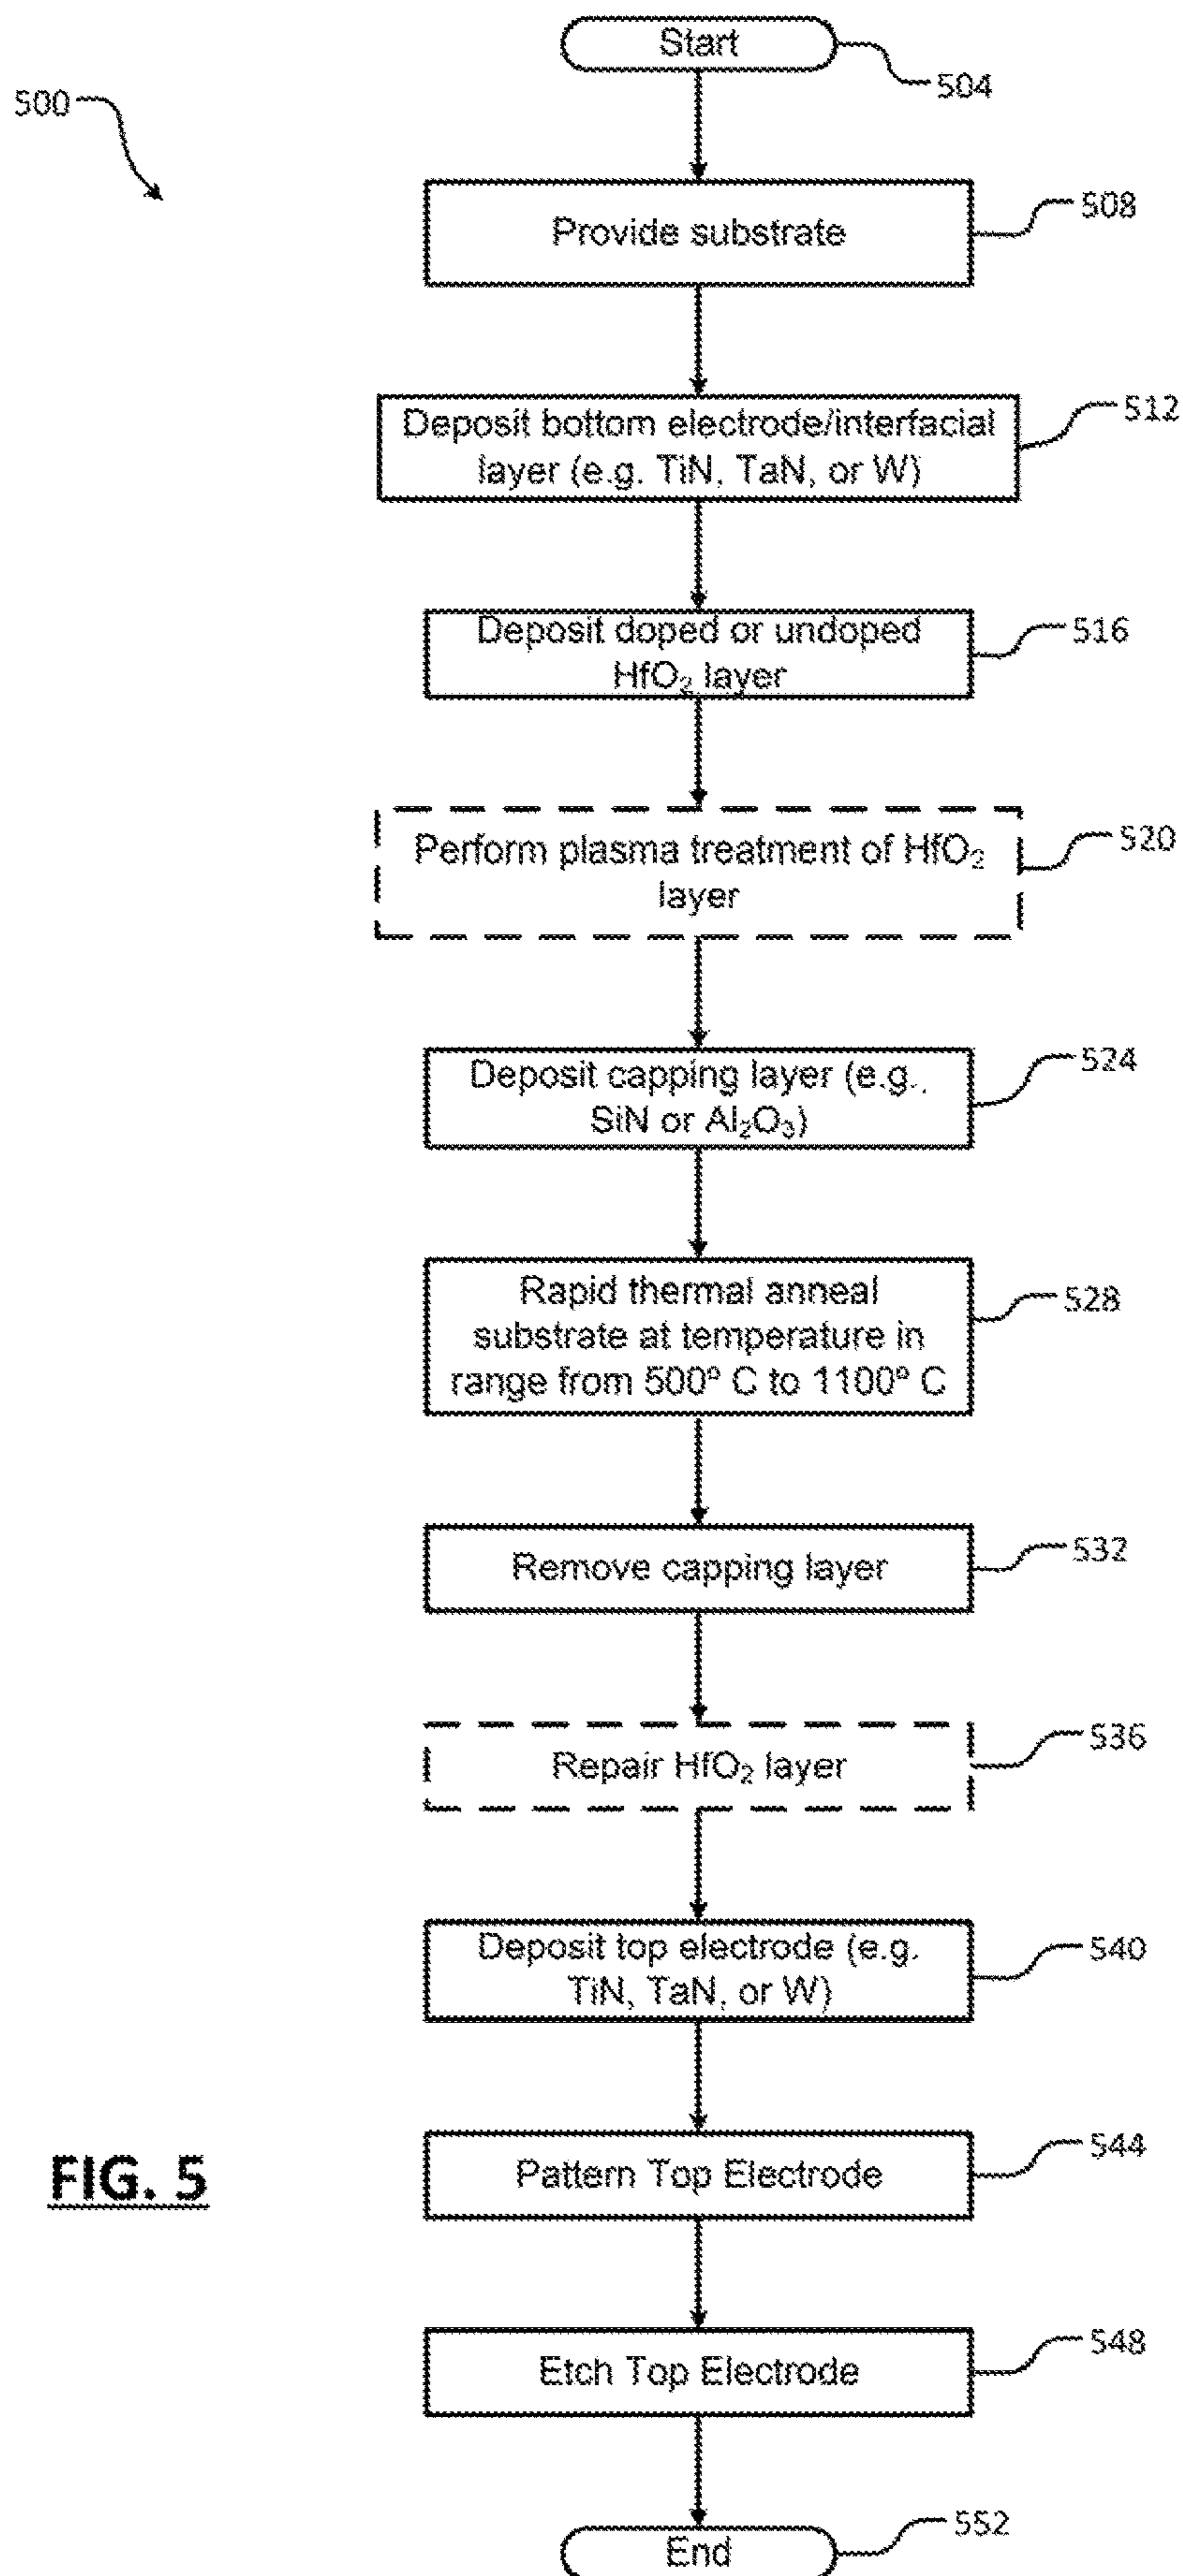 Start
504
500
Provide substrate
508
Deposit bottom electrode/interfacial
layer (e.g. TiN, TaN, or W)
512
Deposit doped or undoped
HfO₂ layer
516
Perform plasma treatment of HfO₂
layer
520
Deposit capping layer (e.g.,
SiN or Al₂O₃)
524
Rapid thermal anneal
substrate at temperature in
range from 500º C to 1100º C
528
Remove capping layer
532
Repair HfO₂ layer
536
Deposit top electrode (e.g.
TiN, TaN, or W)
540
Pattern Top Electrode
544
FIG. 5
Etch Top Electrode
548
End
552